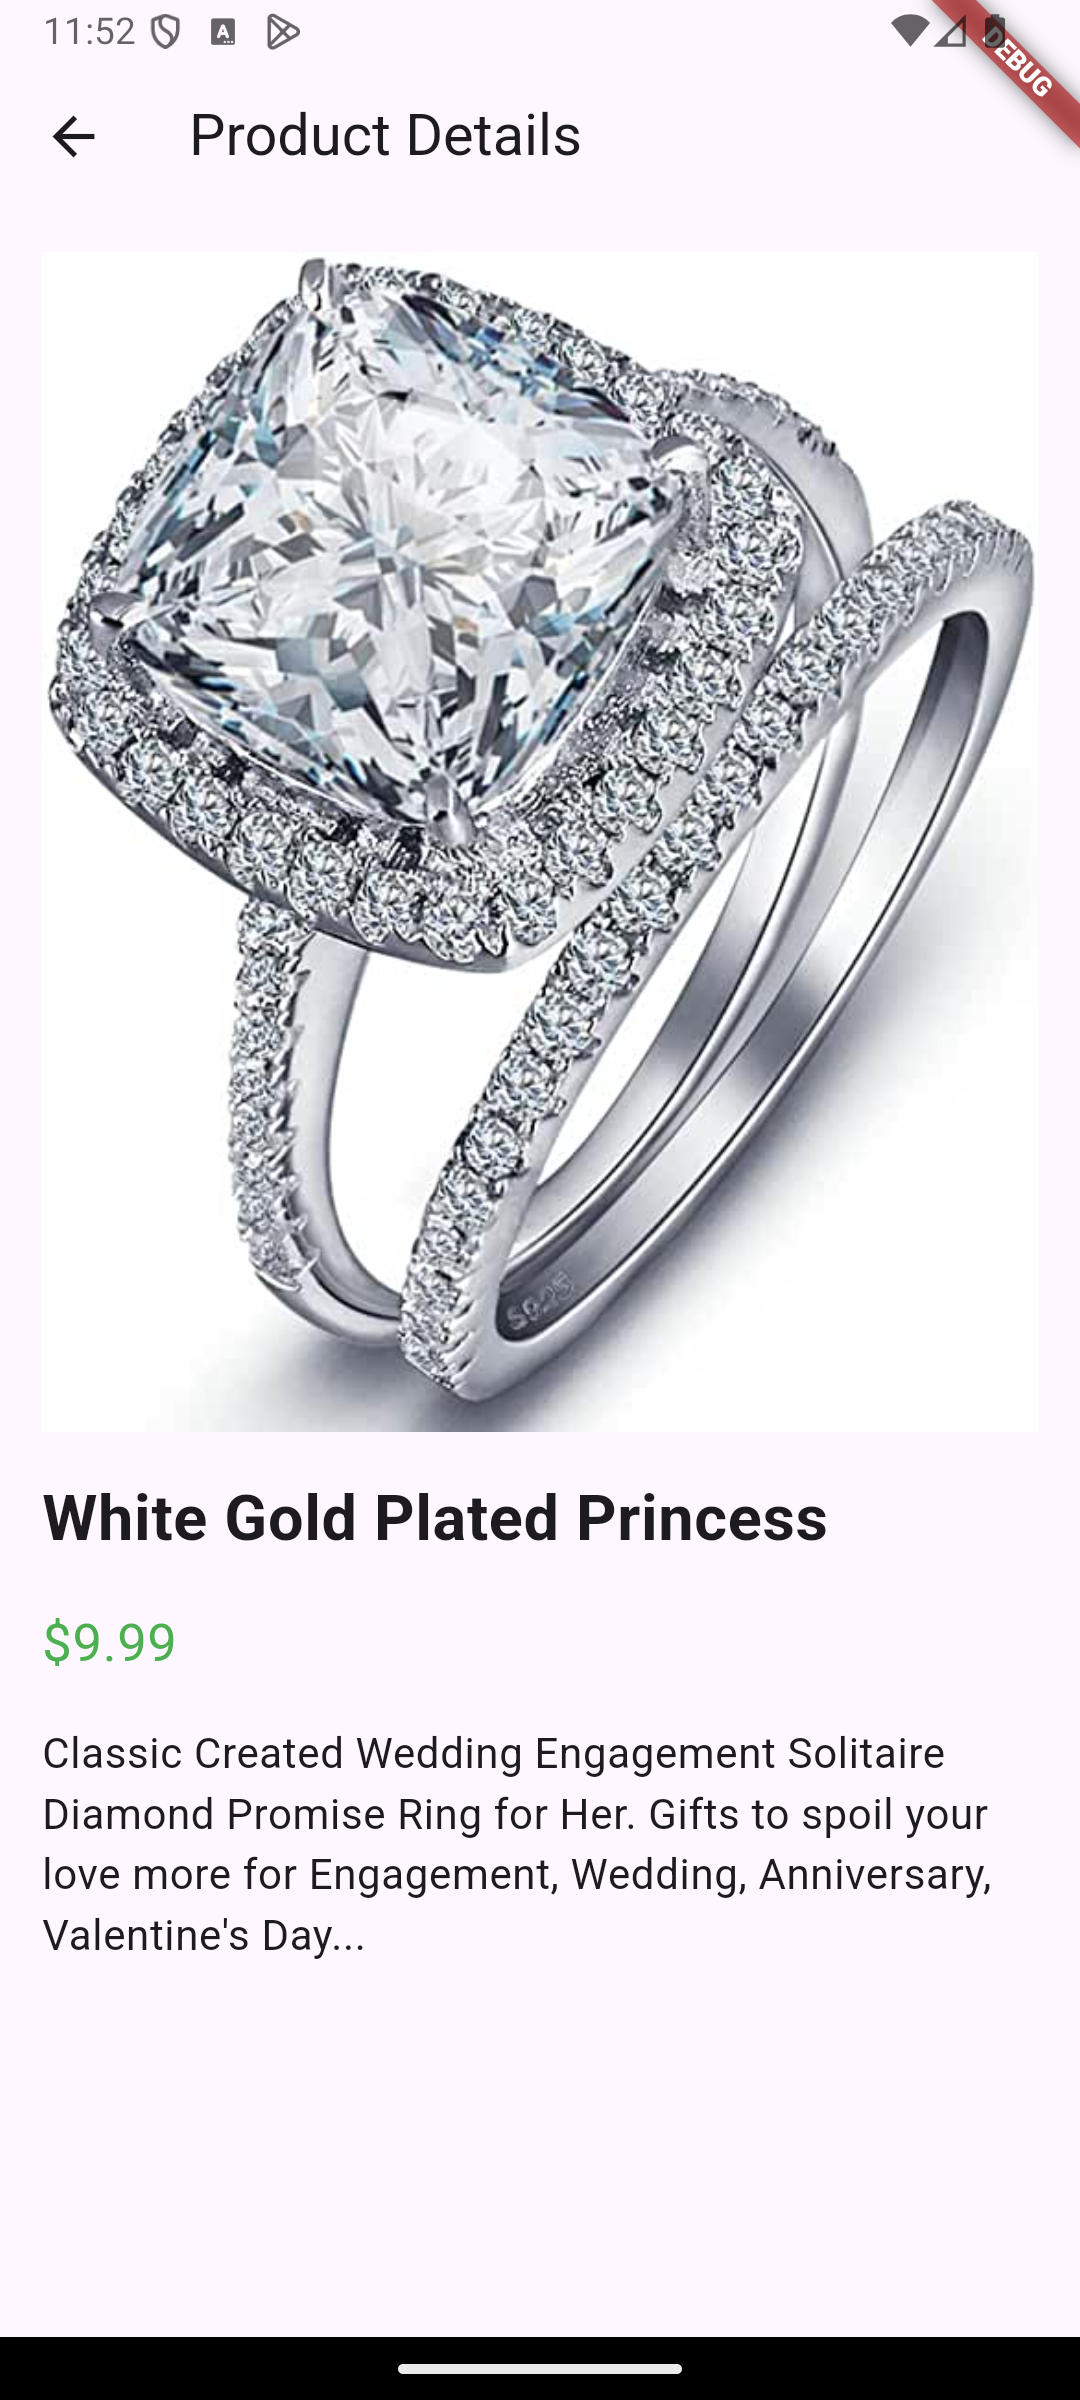 11:52
DEBUG
Product Details
S925
White Gold Plated Princess
$9.99
Classic Created Wedding Engagement Solitaire
Diamond Promise Ring for Her. Gifts to spoil your
love more for Engagement, Wedding, Anniversary,
Valentine's Day...